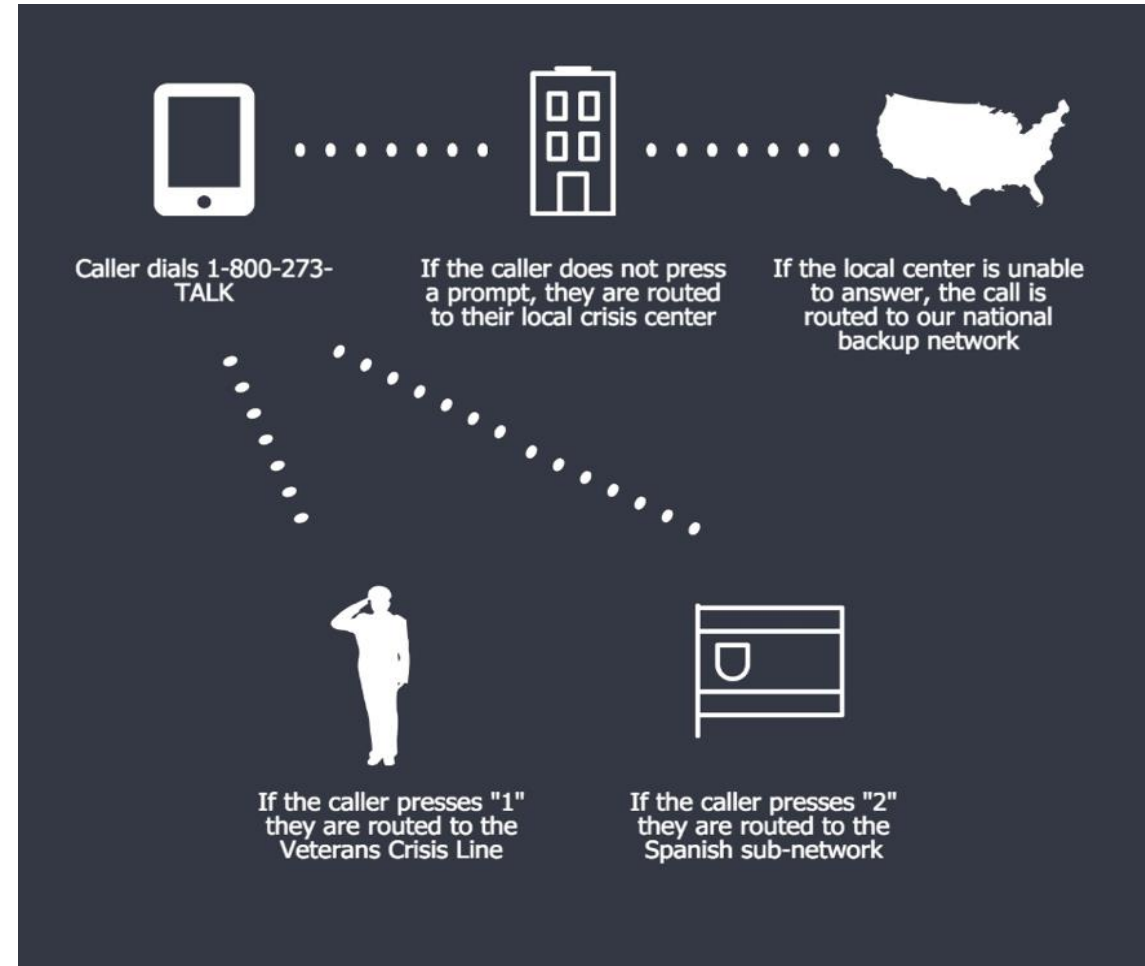 Caller dials 1-800-273-
TALK
If the caller does not press
a prompt, they are routed
to their local crisis center
If the local center is unable
to answer, the call is
routed to our national
backup network
If the caller presses "1"
they are routed to the
Veterans Crisis Line
If the caller presses "2"
they are routed to the
Spanish sub-network